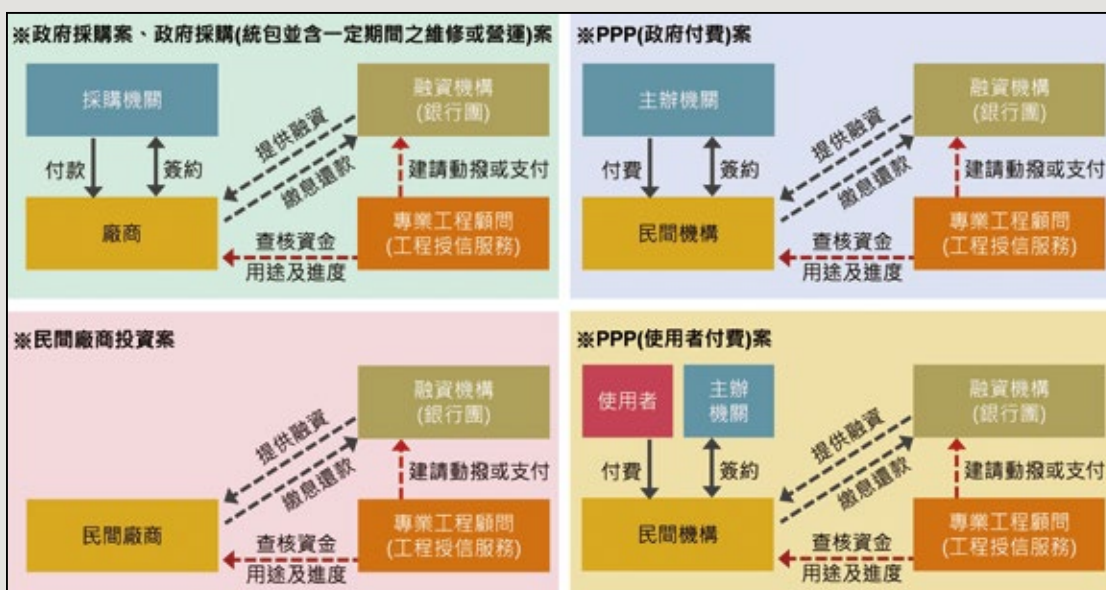 ※政府採購案、政府採購(統包並含一定期間之維修或營運)案
採購機關
融資機構
(銀行團)
提供融資
繳息還款
付款
簽約
建請動撥或支付
廠商
專業工程顧問
(工程授信服務)
查核資金
用途及進度
※PPP(政府付費)案
主辦機關
融資機構
(銀行團)
提供融資
繳息還款
付費
簽約
建請動撥或支付
民間機構
專業工程顧問
(工程授信服務)
查核資金
用途及進度
※民間廠商投資案
融資機構
(銀行團)
提供融資
繳息還款
建請動撥或支付
民間廠商
專業工程顧問
(工程授信服務)
查核資金
用途及進度
※PPP(使用者付費)案
使用者
主辦
機關
融資機構
(銀行團)
提供融資
繳息還款
付費
簽約
建請動撥或支付
民間機構
專業工程顧問
(工程授信服務)
查核資金
用途及進度